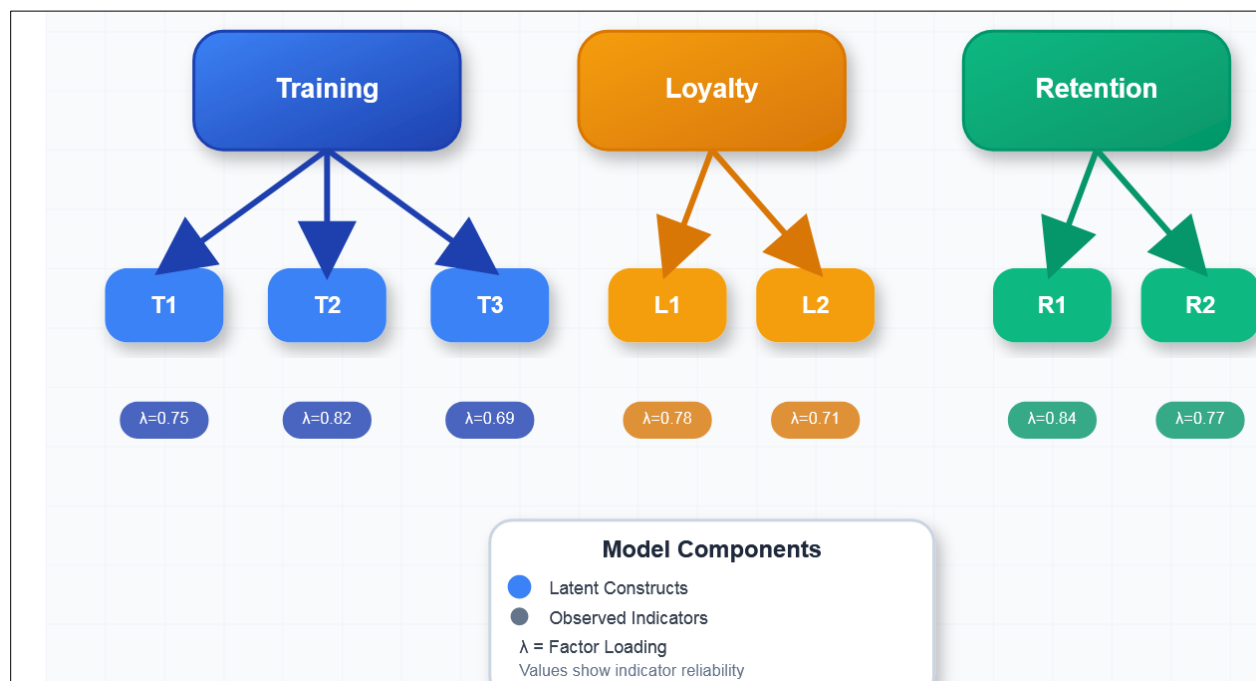 Training
Loyalty
Retention
T1
T2
T3
L1
L2
R1
R2
λ=0.75
λ=0.82
λ=0.69
λ=0.78
λ=0.71
λ=0.84
λ=0.77
Model Components
Latent Constructs
Observed Indicators
λ = Factor Loading
Values show indicator reliability